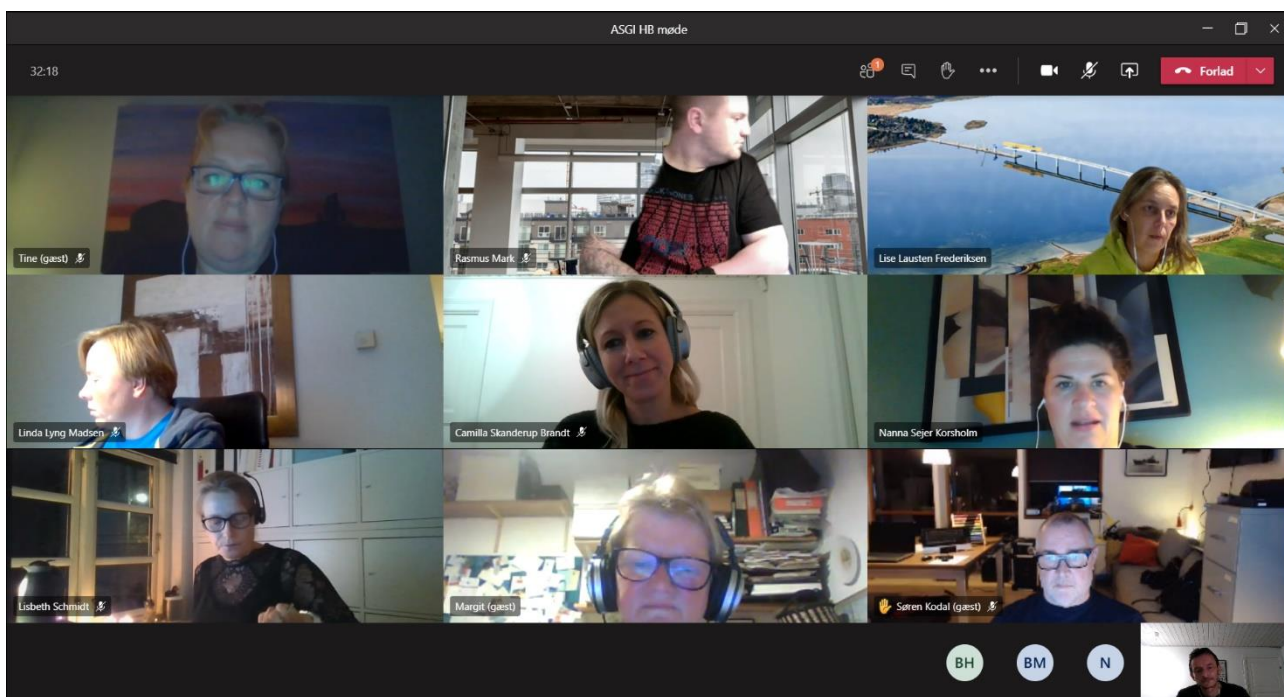 ASGI HB møde
32:18
1
Forlad
Tine (gæst)
Rasmus Mark
Lise Lausten Frederiksen
Linda Lyng Madsen
Camilla Skanderup Brandt
Nanna Sejer Korsholm
Lisbeth Schmidt
Margit (gæst)
Søren Kodal (gæst)
BH
BM
N